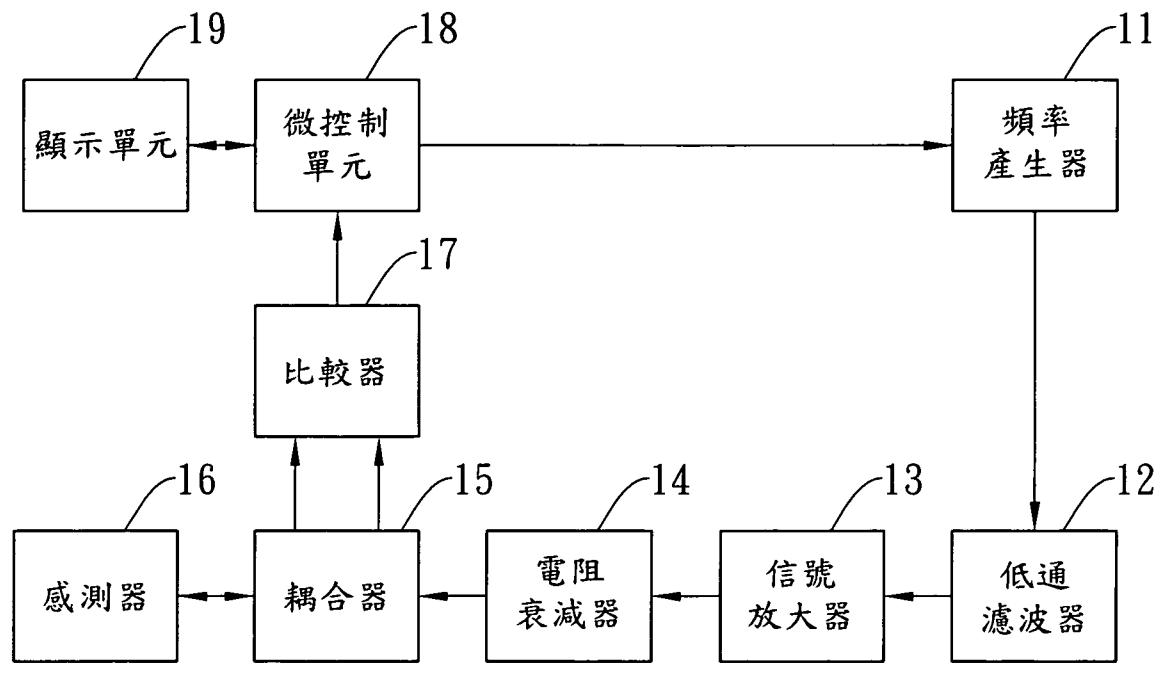 19
18
11
顯示單元
微控制
單元
頻率
產生器
17
比較器
16
15
14
13
12
感測器
耦合器
電阻
衰減器
信號
放大器
低通
濾波器